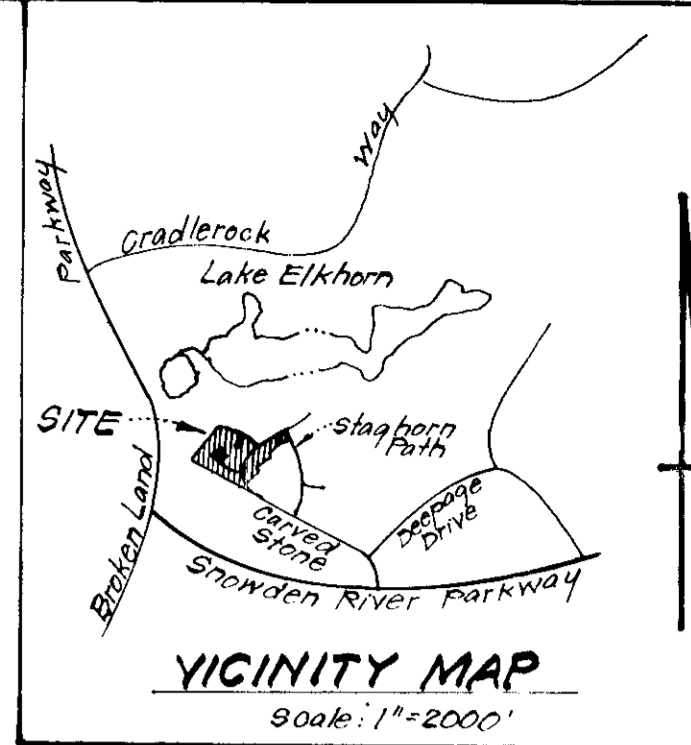 Way
Parkway
Cradlerock
Lake Elkhorn
SITE
Staghorn
Path
Broken Land
Carved
Stone
Deepage
Drive
Snowden River Parkway
VICINITY MAP
Scale: 1"=2000'